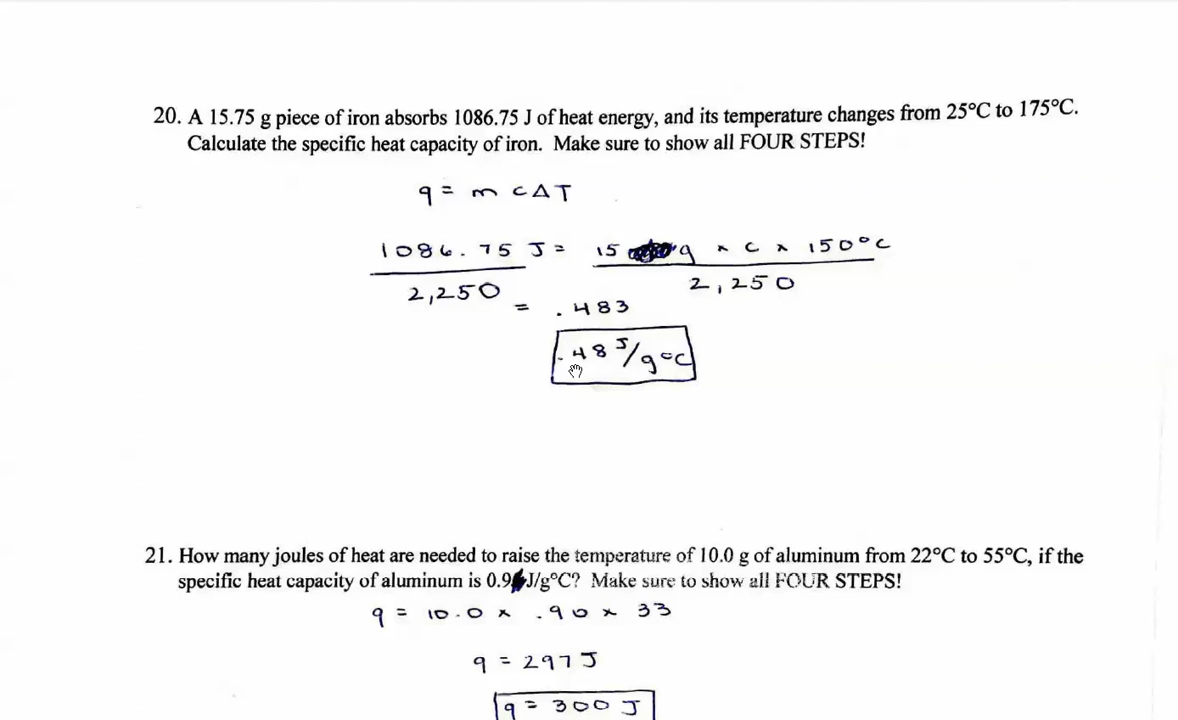 20. A 15.75 g piece of iron absorbs 1086.75 J of heat energy, and its temperature changes from 25°C to 175°C.
Calculate the specific heat capacity of iron. Make sure to show all FOUR STEPS!
q = m c Δ T
1086.75 J = 15 g x c x 150°C
2,250 2,250
= .483
.48 J/g°C
21. How many joules of heat are needed to raise the temperature of 10.0 g of aluminum from 22°C to 55°C, if the
specific heat capacity of aluminum is 0.9 J/g°C? Make sure to show all FOUR STEPS!
q = 10.0 x .90 x 33
q = 297 J
q = 300 J